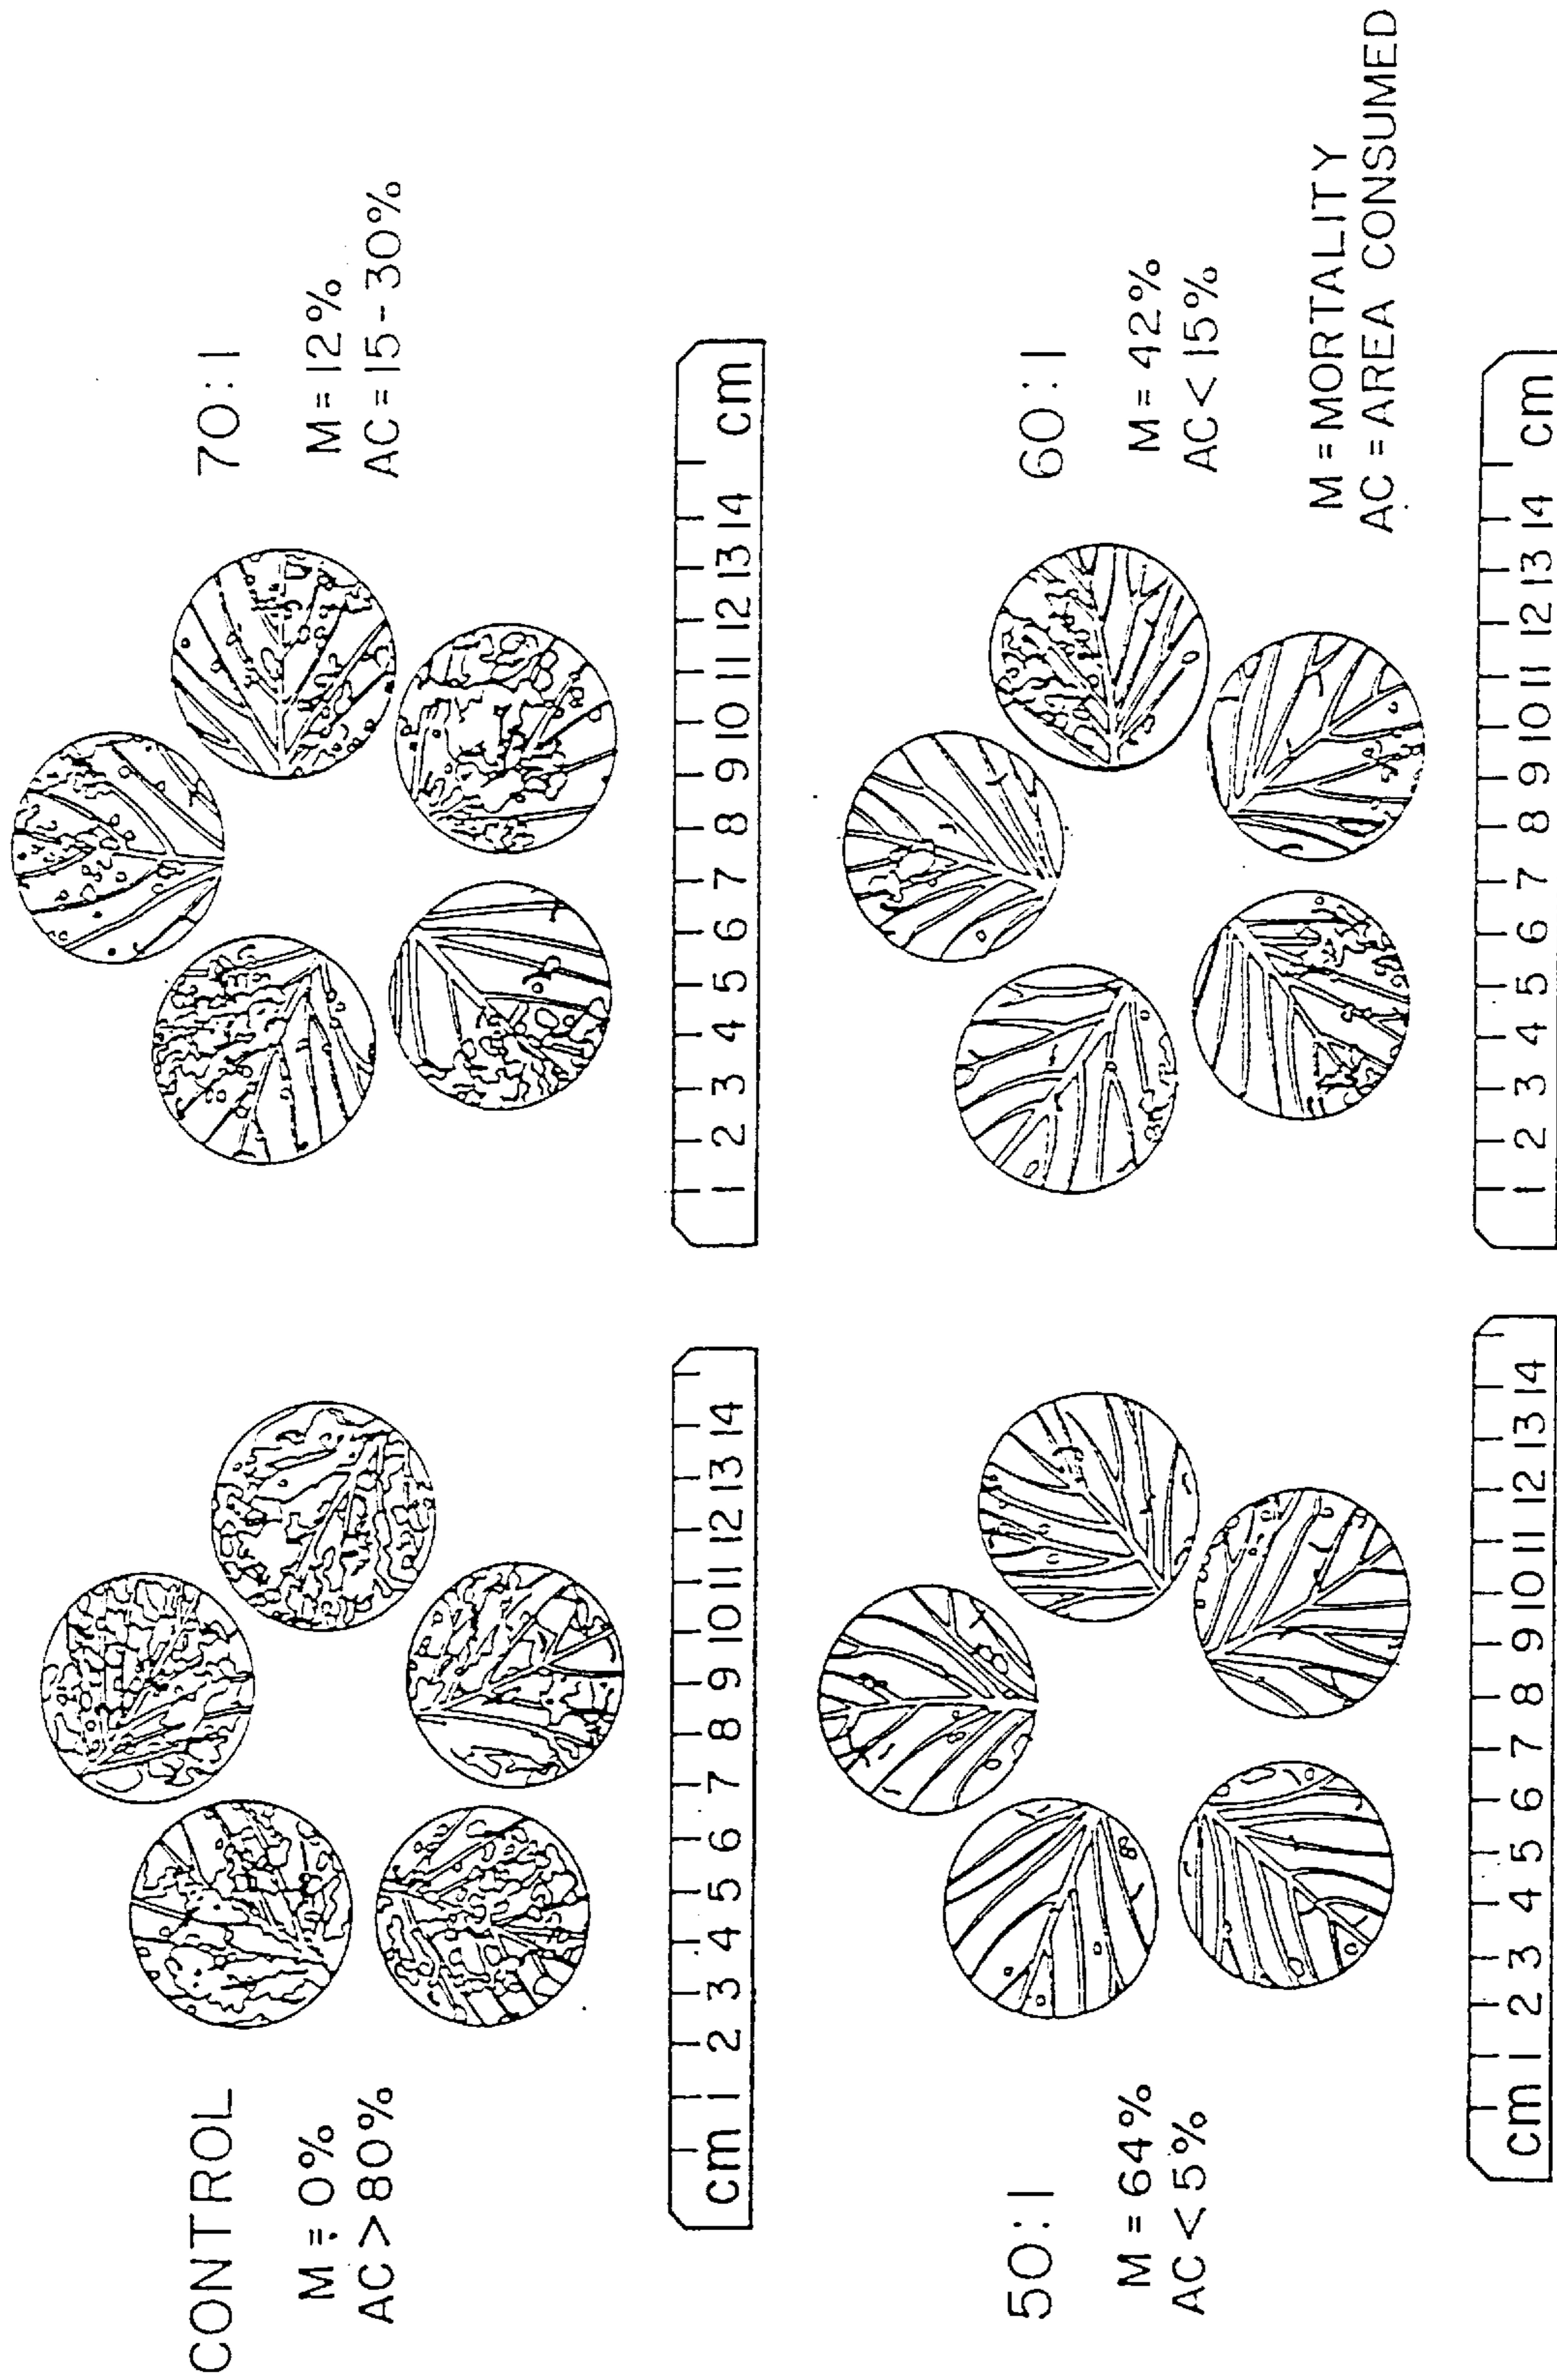 CONTROL
M = 0%
AC > 80%
cm 1 2 3 4 5 6 7 8 9 10 11 12 13 14
70:1
M = 12%
AC = 15-30%
1 2 3 4 5 6 7 8 9 10 11 12 13 14 cm
50:1
M = 64%
AC < 5%
cm 1 2 3 4 5 6 7 8 9 10 11 12 13 14
60:1
M = 42%
AC < 15%
M = MORTALITY
AC = AREA CONSUMED
1 2 3 4 5 6 7 8 9 10 11 12 13 14 cm